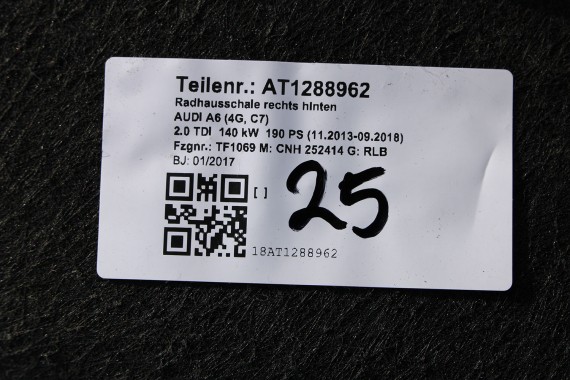 Teilenr.: AT1288962
Radhausschale rechts hInten
AUDI A6 (4G, C7)
2.0 TDI 140 kW 190 PS (11.2013-09.2018)
Fzgnr.: TF1069 M: CNH 252414 G: RLB
BJ: 01/2017
[ ] 25
18AT1288962